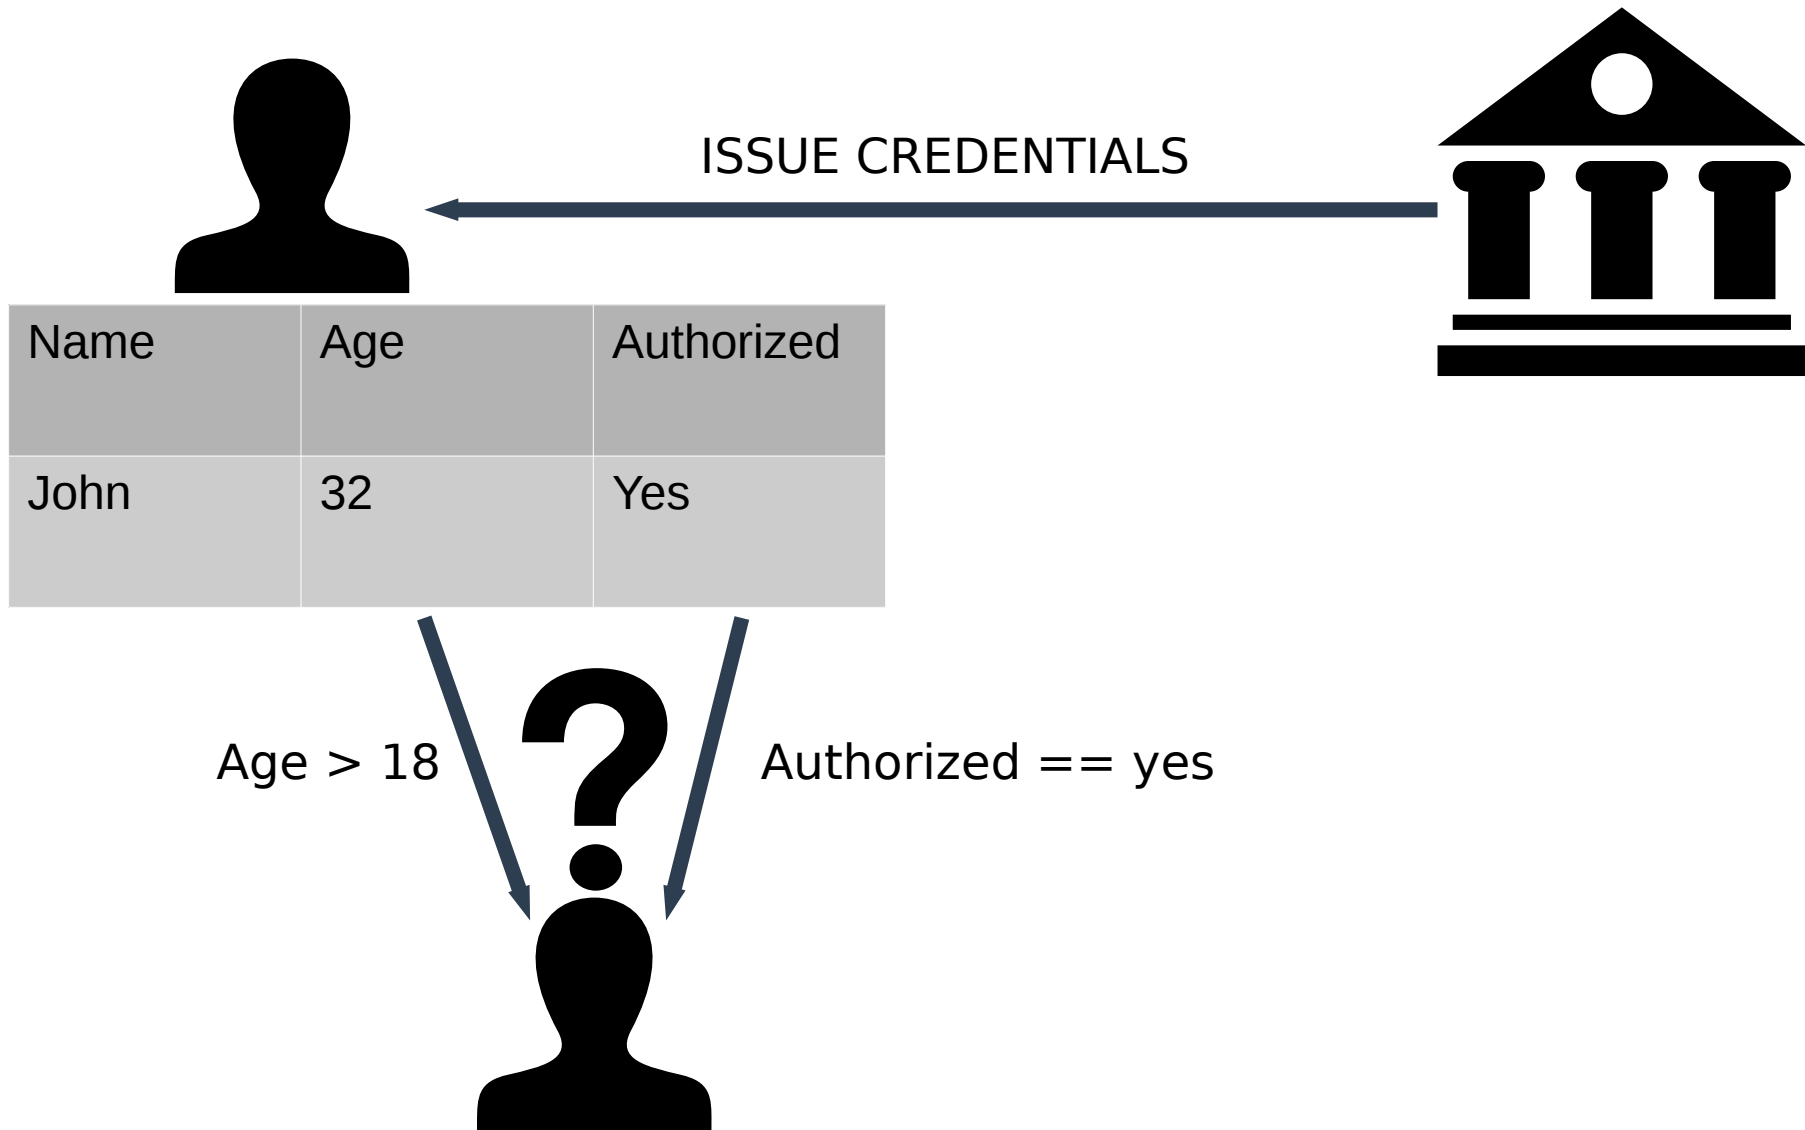 ISSUE CREDENTIALS
Name Age Authorized
John 32 Yes
?
Age > 18 Authorized == yes